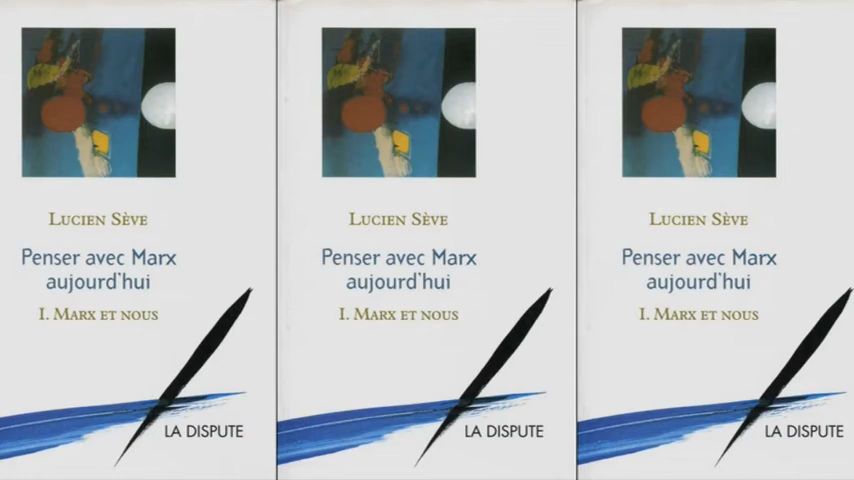 LUCIEN SÈVE
Penser avec Marx
aujourd'hui
I. MARX ET NOUS
LA DISPUTE
LUCIEN SÈVE
Penser avec Marx
aujourd'hui
I. MARX ET NOUS
LA DISPUTE
LUCIEN SÈVE
Penser avec Marx
aujourd'hui
I. MARX ET NOUS
LA DISPUTE